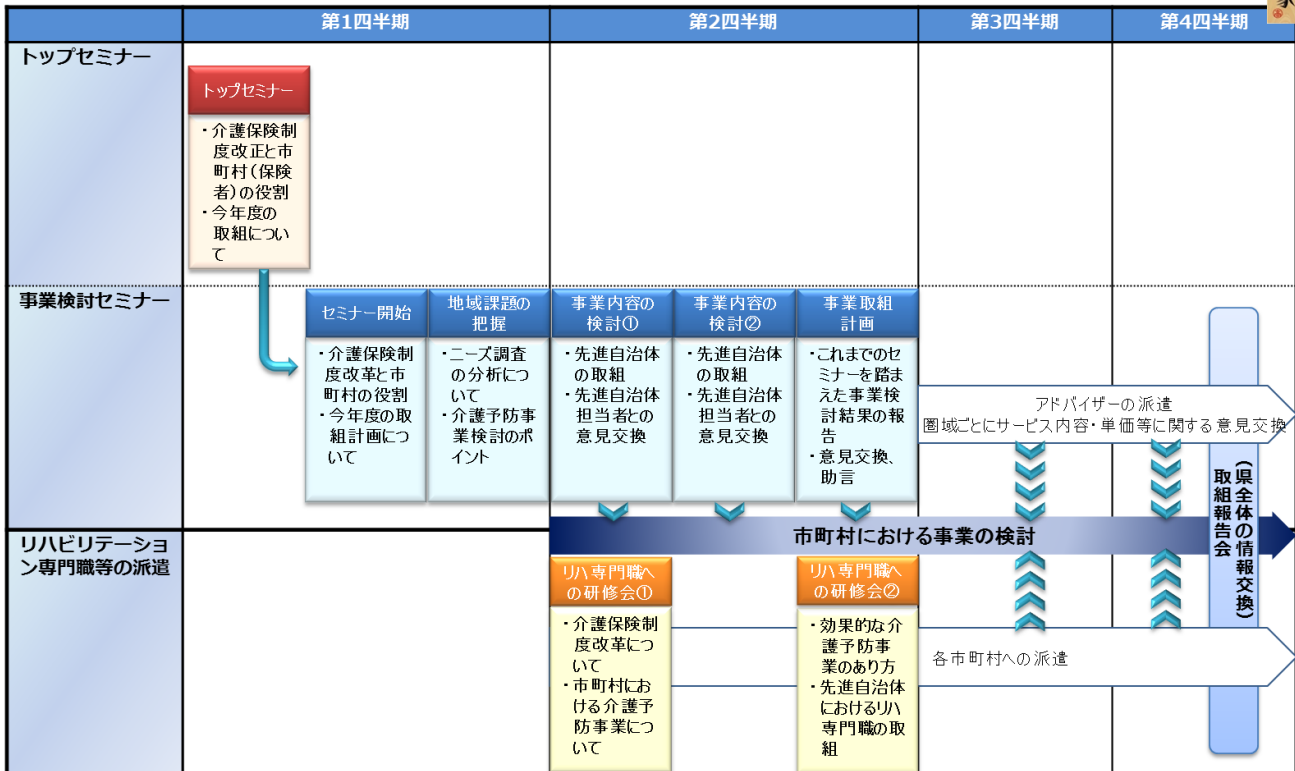 第1四半期
第2四半期
第3四半期
第4四半期
トップセミナー
トップセミナー
・介護保険制
度改正と市
町村(保険
者)の役割
・今年度の
取組につい
て
事業検討セミナー
セミナー開始
・介護保険制
度改革と市
町村の役割
・今年度の取
組計画につ
いて
地域課題の
把握
・ニーズ調査
の分析につ
いて
・介護予防事
業検討のポ
イント
事業内容の
検討①
・先進自治体
の取組
・先進自治体
担当者との
意見交換
事業内容の
検討②
・先進自治体
の取組
・先進自治体
担当者との
意見交換
事業取組
計画
・これまでのセ
ミナーを踏ま
えた事業検
討結果の報
告
・意見交換、
助言
アドバイザーの派遣
圏域ごとにサービス内容・単価等に関する意見交換
市町村における事業の検討
取組報告会
(県全体の情報交換)
リハビリテーショ
ン専門職等の派遣
リハ専門職へ
の研修会①
・介護保険制
度改革につ
いて
・市町村にお
ける介護予
防事業につ
いて
リハ専門職へ
の研修会②
・効果的な介
護予防事
業のあり方
・先進自治体
におけるリハ
専門職の取
組
各市町村への派遣